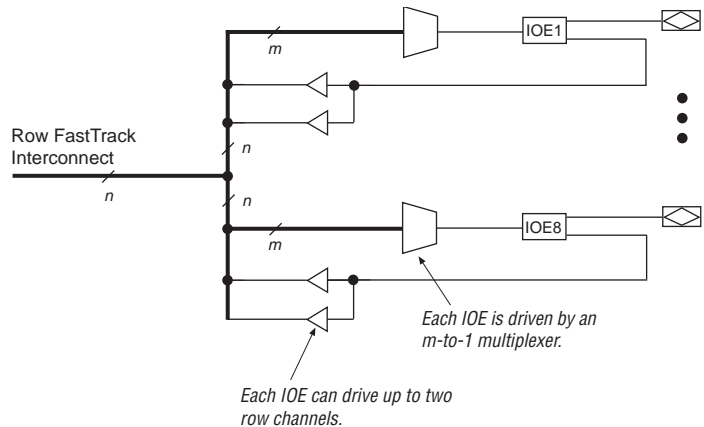 m
IOE1
Row FastTrack
Interconnect
n
n
n
m
IOE8
Each IOE is driven by an
m-to-1 multiplexer.
Each IOE can drive up to two
row channels.